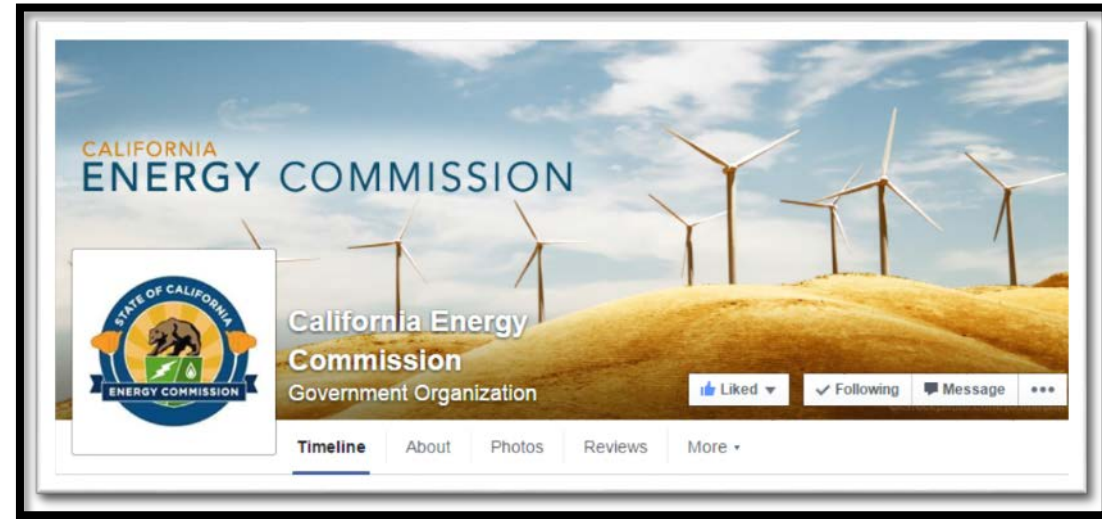 CALIFORNIA
ENERGY COMMISSION
STATE OF CALIFORNIA
ENERGY COMMISSION
California Energy
Commission
Government Organization
Liked
Following
Message
Timeline
About
Photos
Reviews
More